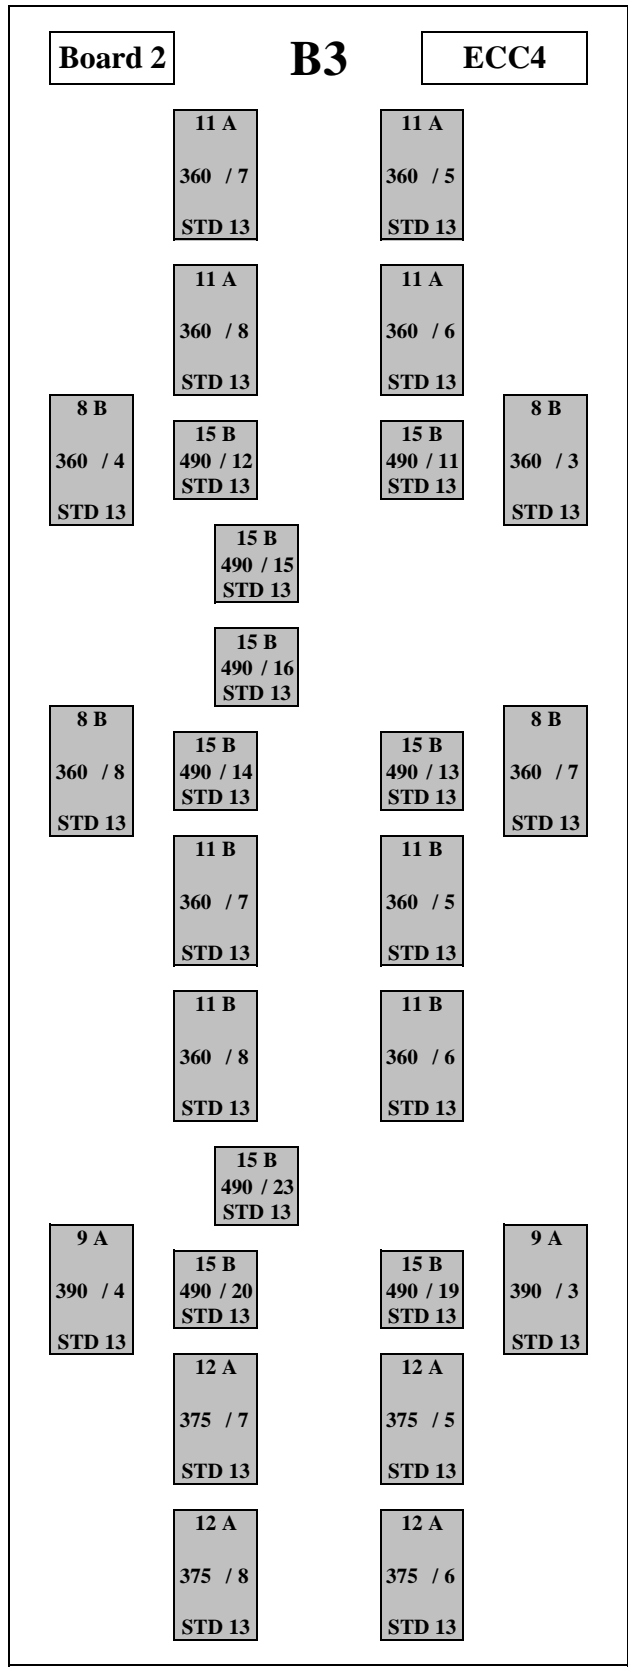 Board 2
B3
ECC4
11 A
360 / 7
STD 13
11 A
360 / 5
STD 13
11 A
360 / 8
STD 13
11 A
360 / 6
STD 13
8 B
360 / 4
STD 13
15 B
490 / 12
STD 13
15 B
490 / 11
STD 13
8 B
360 / 3
STD 13
15 B
490 / 15
STD 13
15 B
490 / 16
STD 13
8 B
360 / 8
STD 13
15 B
490 / 14
STD 13
15 B
490 / 13
STD 13
8 B
360 / 7
STD 13
11 B
360 / 7
STD 13
11 B
360 / 5
STD 13
11 B
360 / 8
STD 13
11 B
360 / 6
STD 13
15 B
490 / 23
STD 13
9 A
390 / 4
STD 13
15 B
490 / 20
STD 13
15 B
490 / 19
STD 13
9 A
390 / 3
STD 13
12 A
375 / 7
STD 13
12 A
375 / 5
STD 13
12 A
375 / 8
STD 13
12 A
375 / 6
STD 13